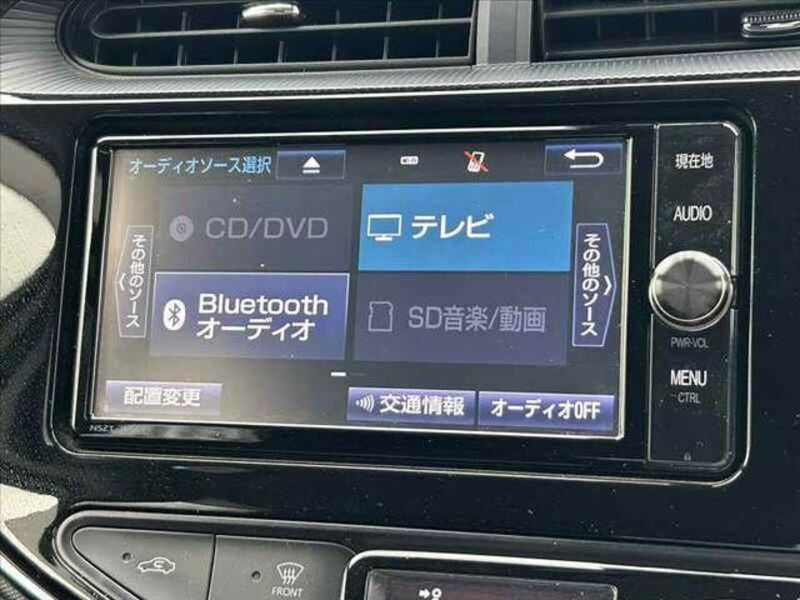 オーディオソース選択
Wi-Fi
現在地
CD/DVD
テレビ
AUDIO
その他のソース
その他のソース
Bluetooth
オーディオ
SD音楽/動画
PWR·VOL
MENU
CTRL
配置変更
交通情報
オーディオOFF
FRONT